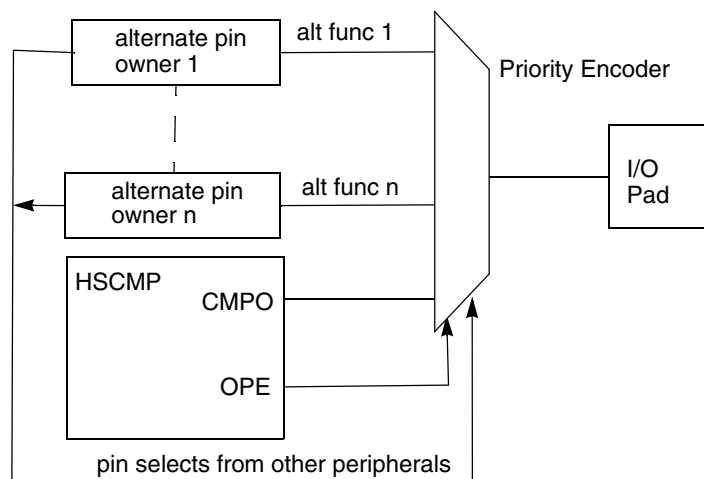 alternate pin
owner 1
alt func 1
Priority Encoder
I/O
Pad
alternate pin
owner n
alt func n
HSCMP
CMPO
OPE
pin selects from other peripherals